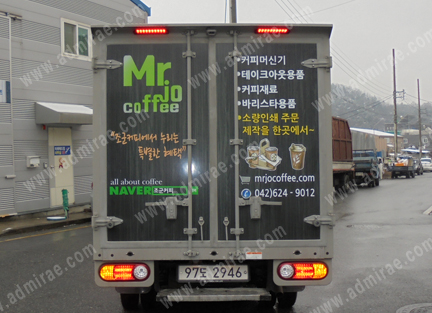 Mr.
jo
coffee
"조군커피에서 누리는
특별한 혜택"
all about coffee
NAVER 조군커피
•커피머신기
•테이크아웃용품
•커피재료
•바리스타용품
•소량인쇄 주문
제작을 한곳에서~
mrjocoffee.com
042)624 - 9012
97도 2946
www.admirae.com